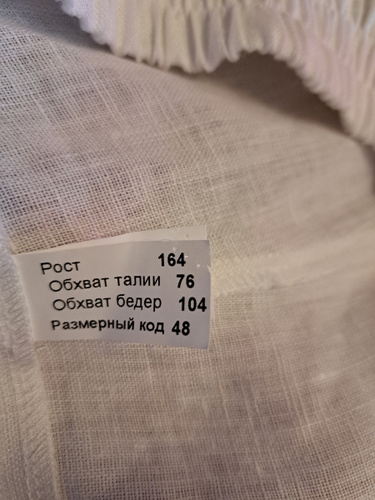 Рост 164
Обхват талии 76
Обхват бедер 104
Размерный код 48